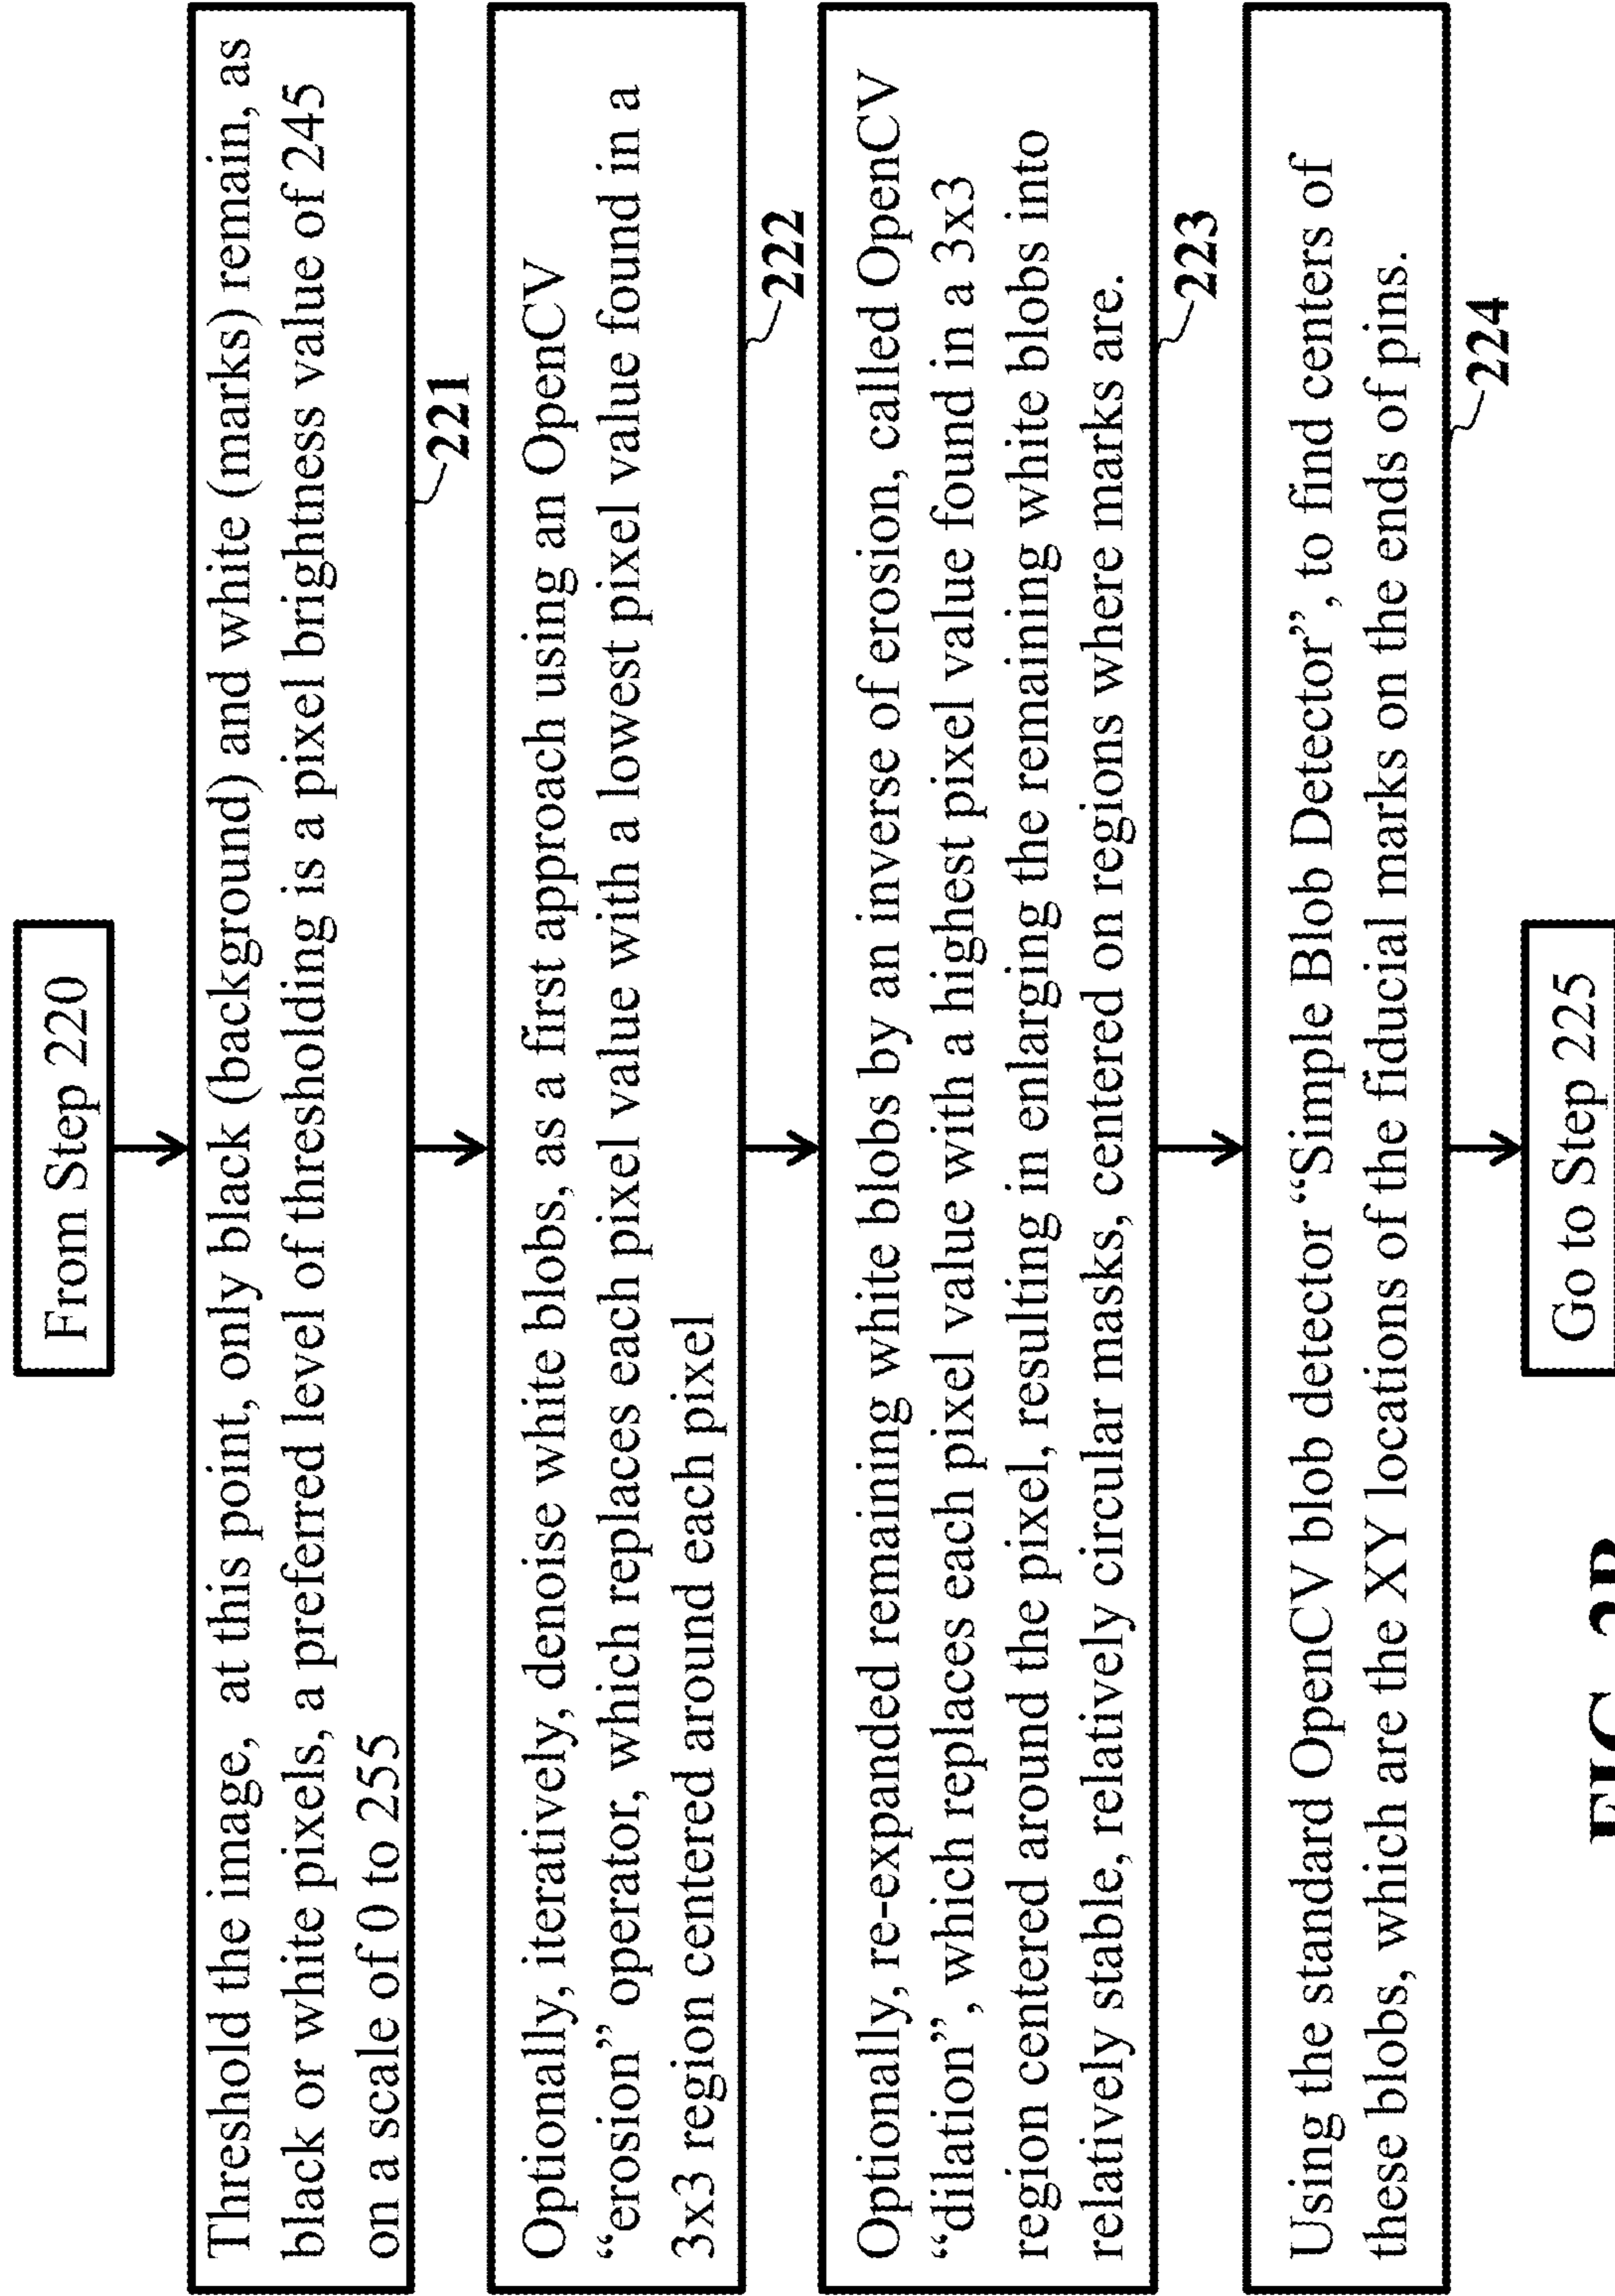 From Step 220
Threshold the image, at this point, only black (background) and white (marks) remain, as
black or white pixels, a preferred level of thresholding is a pixel brightness value of 245
on a scale of 0 to 255
221
Optionally, iteratively, denoise white blobs, as a first approach using an OpenCV
“erosion” operator, which replaces each pixel value with a lowest pixel value found in a
3x3 region centered around each pixel
222
Optionally, re-expanded remaining white blobs by an inverse of erosion, called OpenCV
“dilation”, which replaces each pixel value with a highest pixel value found in a 3x3
region centered around the pixel, resulting in enlarging the remaining white blobs into
relatively stable, relatively circular masks, centered on regions where marks are.
223
Using the standard OpenCV blob detector “Simple Blob Detector”, to find centers of
these blobs, which are the XY locations of the fiducial marks on the ends of pins.
224
Go to Step 225